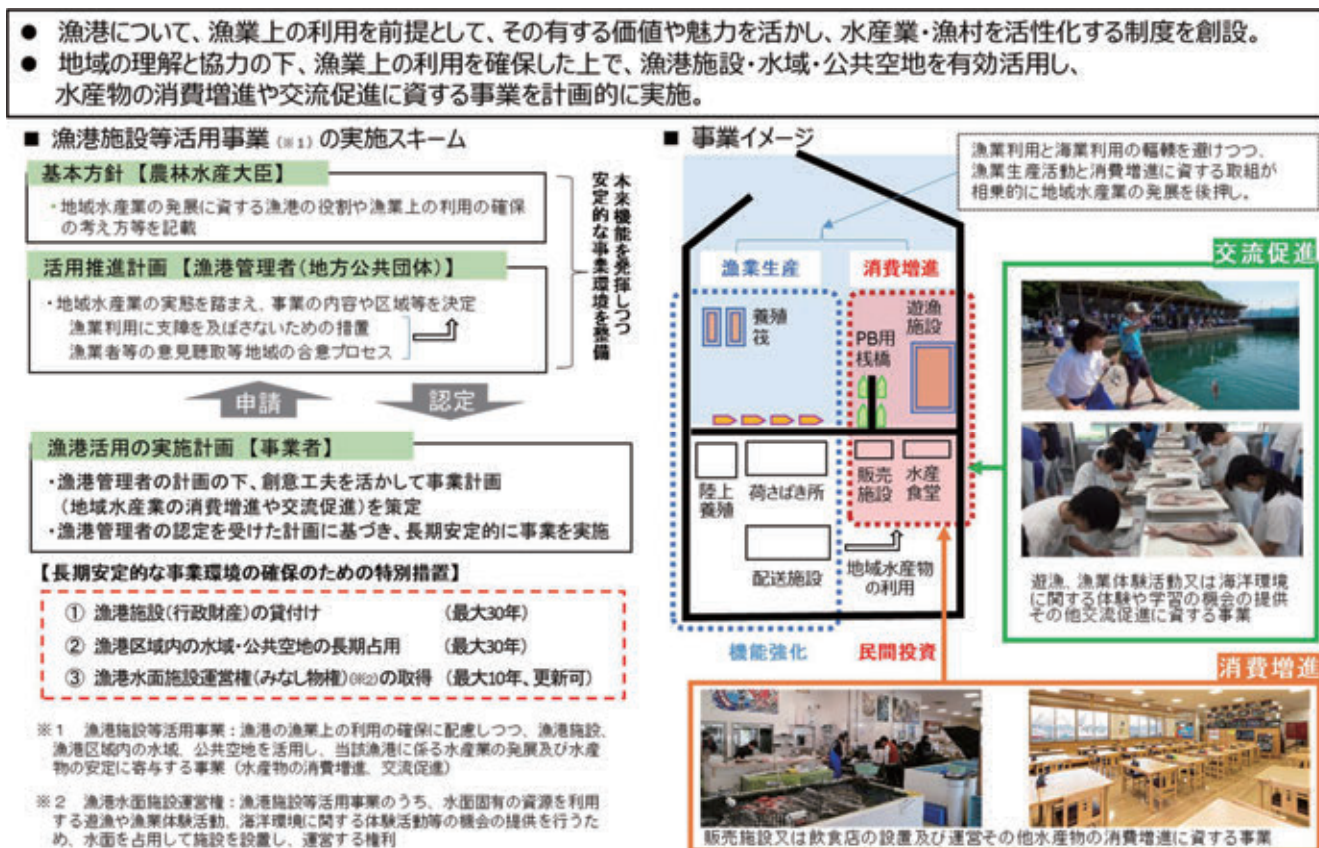 ● 漁港について、漁業上の利用を前提として、その有する価値や魅力を活かし、水産業・漁村を活性化する制度を創設。
● 地域の理解と協力の下、漁業上の利用を確保した上で、漁港施設・水域・公共空地を有効活用し、
水産物の消費増進や交流促進に資する事業を計画的に実施。
■ 漁港施設等活用事業(※1)の実施スキーム
基本方針【農林水産大臣】
・地域水産業の発展に資する漁港の役割や漁業上の利用の確保
の考え方等を記載
活用推進計画【漁港管理者(地方公共団体)】
・地域水産業の実態を踏まえ、事業の内容や区域等を決定
漁業利用に支障を及ぼさないための措置
漁業者等の意見聴取等地域の合意プロセス
本来機能を発揮しつつ
安定的な事業環境を整備
申請
認定
漁港活用の実施計画【事業者】
・漁港管理者の計画の下、創意工夫を活かして事業計画
(地域水産業の消費増進や交流促進)を策定
・漁港管理者の認定を受けた計画に基づき、長期安定的に事業を実施
【長期安定的な事業環境の確保のための特別措置】
① 漁港施設(行政財産)の貸付け (最大30年)
② 漁港区域内の水域・公共空地の長期占用 (最大30年)
③ 漁港水面施設運営権(みなし物権)(※2)の取得 (最大10年、更新可)
※1 漁港施設等活用事業:漁港の漁業上の利用の確保に配慮しつつ、漁港施設、
漁港区域内の水域、公共空地を活用し、当該漁港に係る水産業の発展及び水産
物の安定に寄与する事業(水産物の消費増進、交流促進)
※2 漁港水面施設運営権:漁港施設等活用事業のうち、水面固有の資源を利用
する遊漁や漁業体験活動、海洋環境に関する体験活動等の機会の提供を行うた
め、水面を占用して施設を設置し、運営する権利
■ 事業イメージ
漁業利用と海業利用の輻輳を避けつつ、
漁業生産活動と消費増進に資する取組が
相乗的に地域水産業の発展を後押し。
漁業生産
消費増進
養殖
筏
遊漁
施設
PB用
桟橋
陸上
養殖
荷さばき所
販売
施設
水産
食堂
配送施設
地域水産物
の利用
機能強化
民間投資
交流促進
遊漁、漁業体験活動又は海洋環境
に関する体験や学習の機会の提供
その他交流促進に資する事業
消費増進
販売施設又は飲食店の設置及び運営その他水産物の消費増進に資する事業